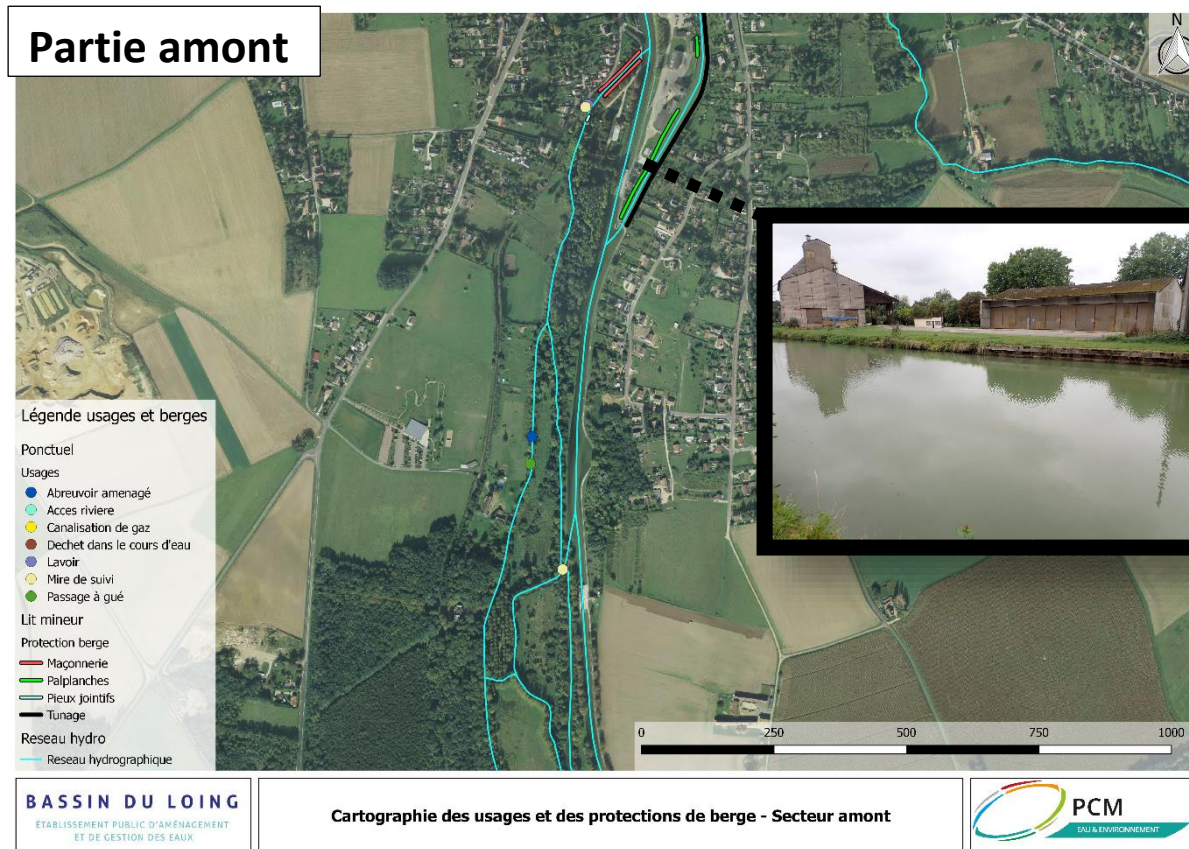 Partie amont
N
Légende usages et berges
Ponctuel
Usages
Abreuvoir amenagé
Acces riviere
Canalisation de gaz
Dechet dans le cours d'eau
Lavoir
Mire de suivi
Passage à gué
Lit mineur
Protection berge
Maçonnerie
Palplanches
Pieux jointifs
Tunage
Reseau hydro
Reseau hydrographique
0 250 500 750 1000
BASSIN DU LOING
ÉTABLISSEMENT PUBLIC D'AMÉNAGEMENT
ET DE GESTION DES EAUX
Cartographie des usages et des protections de berge - Secteur amont
PCM
EAU & ENVIRONNEMENT